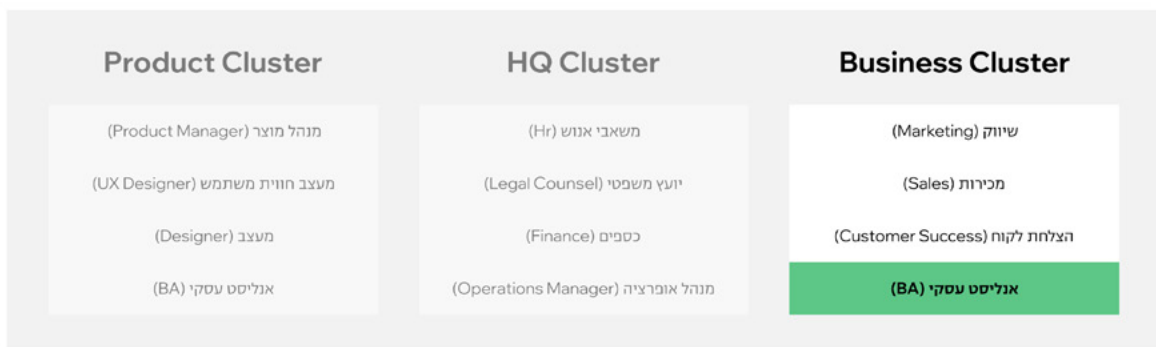 Product Cluster
מנהל מוצר (Product Manager)
מעצב חווית משתמש (UX Designer)
מעצב (Designer)
אנליסט עסקי (BA)
HQ Cluster
משאבי אנוש (Hr)
יועץ משפטי (Legal Counsel)
כספים (Finance)
מנהל אופרציה (Operations Manager)
Business Cluster
שיווק (Marketing)
מכירות (Sales)
הצלחת לקוח (Customer Success)
אנליסט עסקי (BA)